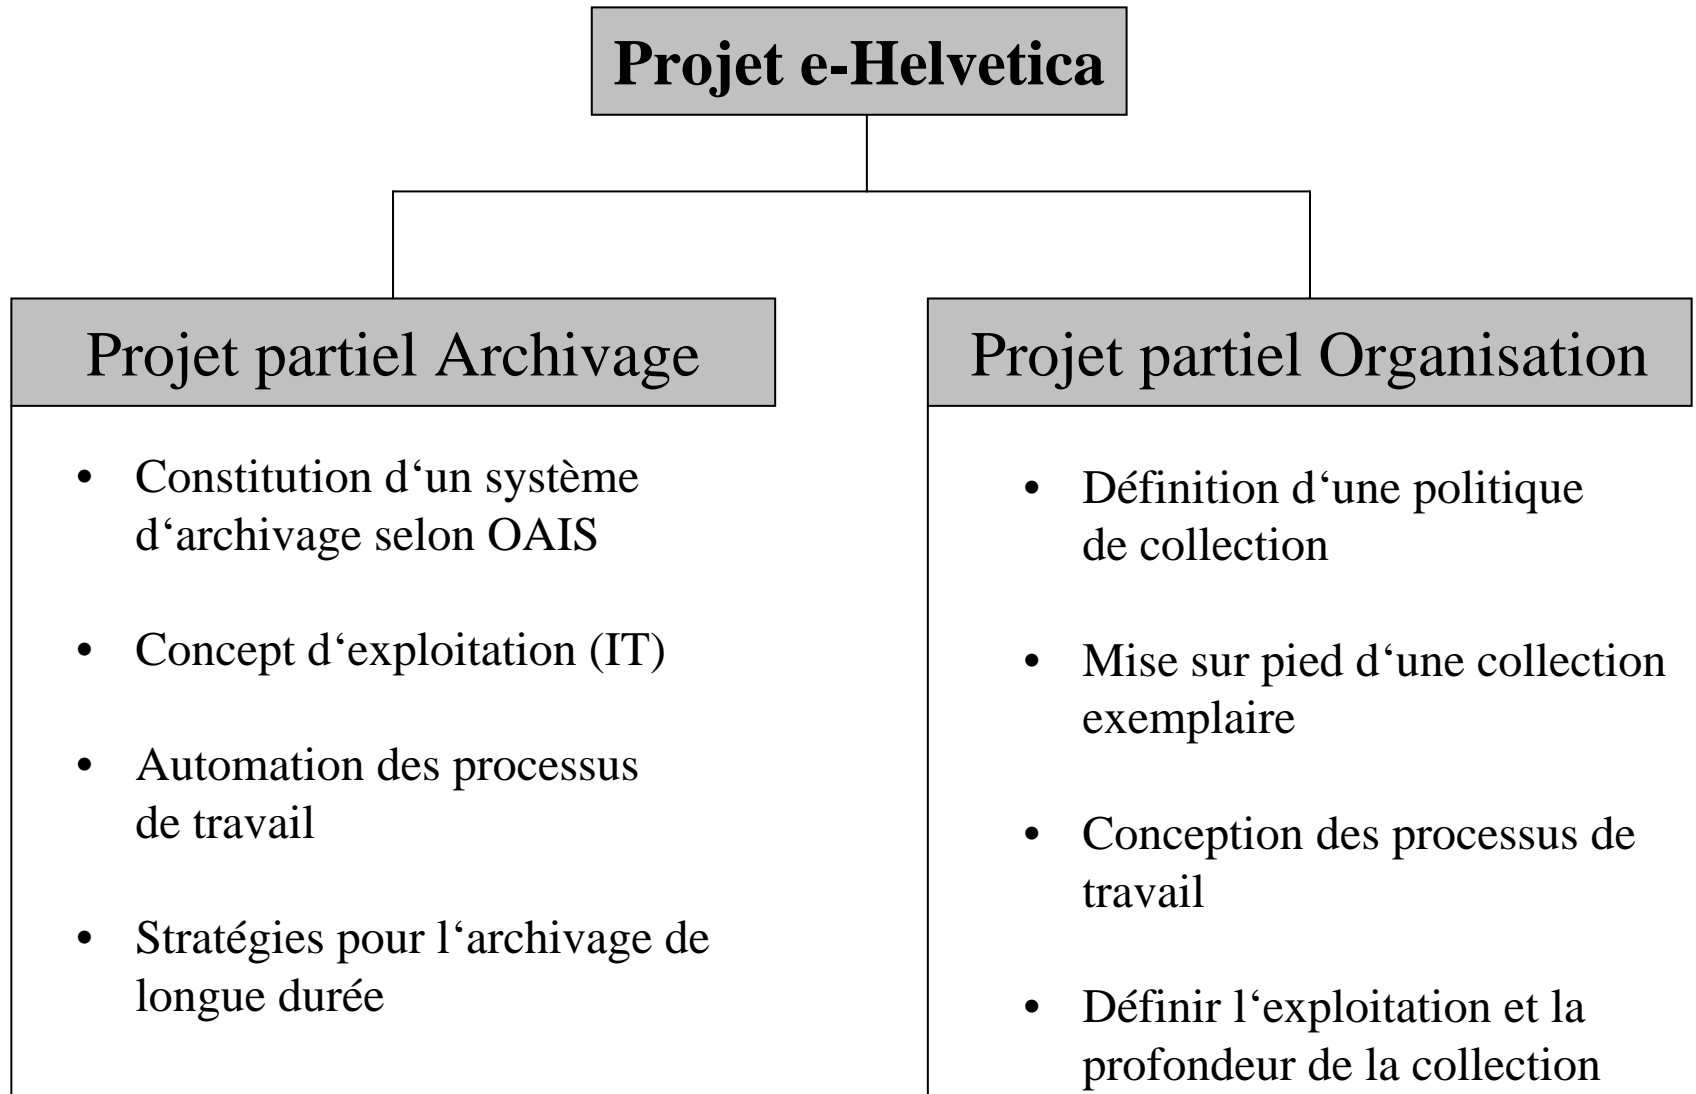 Projet e-Helvetica
Projet partiel Archivage
• Constitution d‘un système
d‘archivage selon OAIS
• Concept d‘exploitation (IT)
• Automation des processus
de travail
• Stratégies pour l‘archivage de
longue durée
Projet partiel Organisation
• Définition d‘une politique
de collection
• Mise sur pied d‘une collection
exemplaire
• Conception des processus de
travail
• Définir l‘exploitation et la
profondeur de la collection